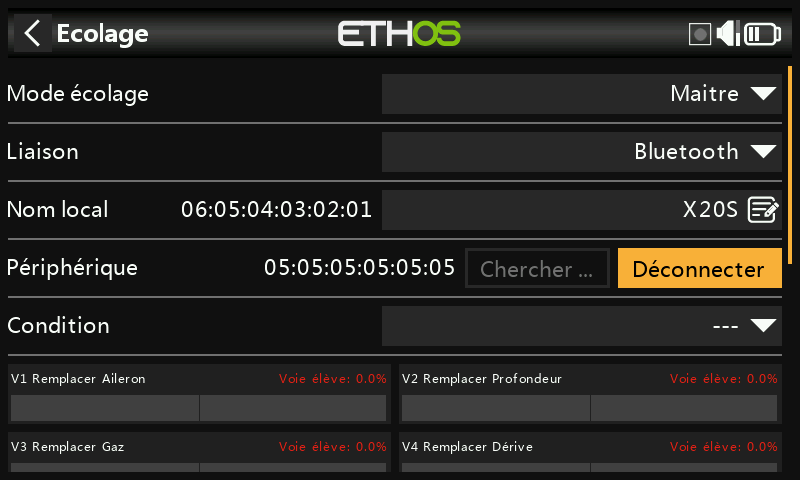 Ecolage ETHOS
Mode écolage Maitre
Liaison Bluetooth
Nom local 06:05:04:03:02:01 X20S
Périphérique 05:05:05:05:05:05 Chercher ... Déconnecter
Condition ---
V1 Remplacer Aileron Voie élève: 0.0% V2 Remplacer Profondeur Voie élève: 0.0%
V3 Remplacer Gaz Voie élève: 0.0% V4 Remplacer Dérive Voie élève: 0.0%